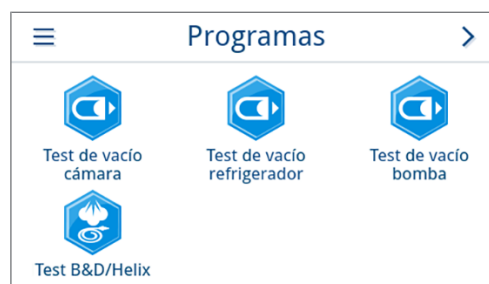 Programas
Test de vacío
cámara
Test de vacío
refrigerador
Test de vacío
bomba
Test B&D/Helix